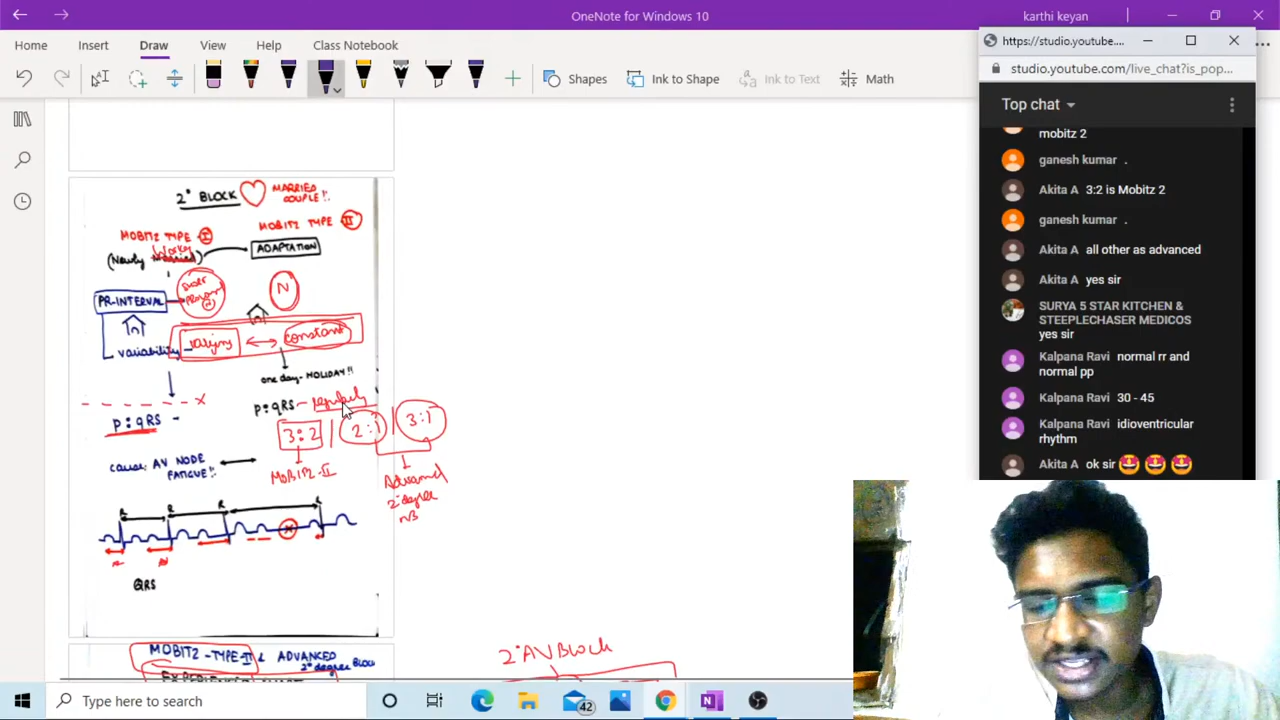 OneNote for Windows 10
karthi keyan
Home
Insert
Draw
View
Help
Class Notebook
Shapes
Ink to Shape
Ink to Text
Math
https://studio.youtube....
studio.youtube.com/live_chat?is_pop...
Top chat
mobitz 2
ganesh kumar .
Akita A 3:2 is Mobitz 2
ganesh kumar .
Akita A all other as advanced
Akita A yes sir
SURYA 5 STAR KITCHEN &
STEEPLECHASER MEDICOS
yes sir
Kalpana Ravi normal rr and
normal pp
Kalpana Ravi 30 - 45
Kalpana Ravi idioventricular
rhythm
Akita A ok sir 🤩🤩🤩
2° BLOCK
MARRIED
COUPLE!!
MOBITZ TYPE I
MOBITZ TYPE II
(Newly
ADAPTATION
PR-INTERVAL
N
variability
varying
constant
one day - HOLIDAY!!
P:QRS -
P:QRS - regularly
3:2 | 2:1 | 3:1
MOBITZ-II
Advanced
2° degree
cause: AV NODE
FATIGUE!!
R R R R
QRS
MOBITZ-TYPE-II & ADVANCED
2° degree Block
2° AV Block
Type here to search
42